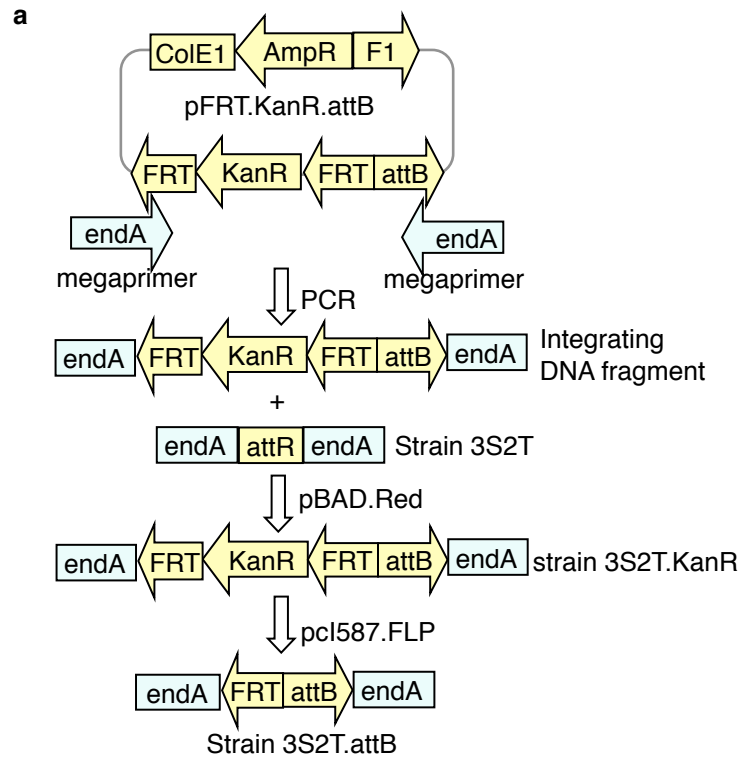 a
ColE1 AmpR F1
pFRT.KanR.attB
FRT KanR FRT attB
endA endA
megaprimer megaprimer
PCR
endA FRT KanR FRT attB endA
Integrating
DNA fragment
+
endA attR endA Strain 3S2T
pBAD.Red
endA FRT KanR FRT attB endA strain 3S2T.KanR
pcI587.FLP
endA FRT attB endA
Strain 3S2T.attB